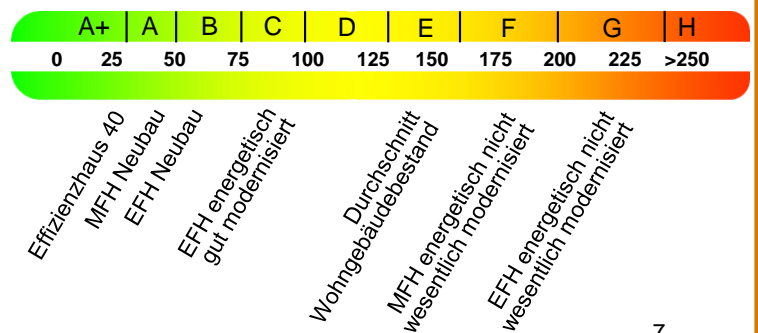 A+ A B C D E F G H
0 25 50 75 100 125 150 175 200 225 >250
Effizienzhaus 40
MFH Neubau
EFH Neubau
EFH energetisch
gut modernisiert
Durchschnitt
Wohngebäudebestand
MFH energetisch nicht
wesentlich modernisiert
EFH energetisch nicht
wesentlich modernisiert
7